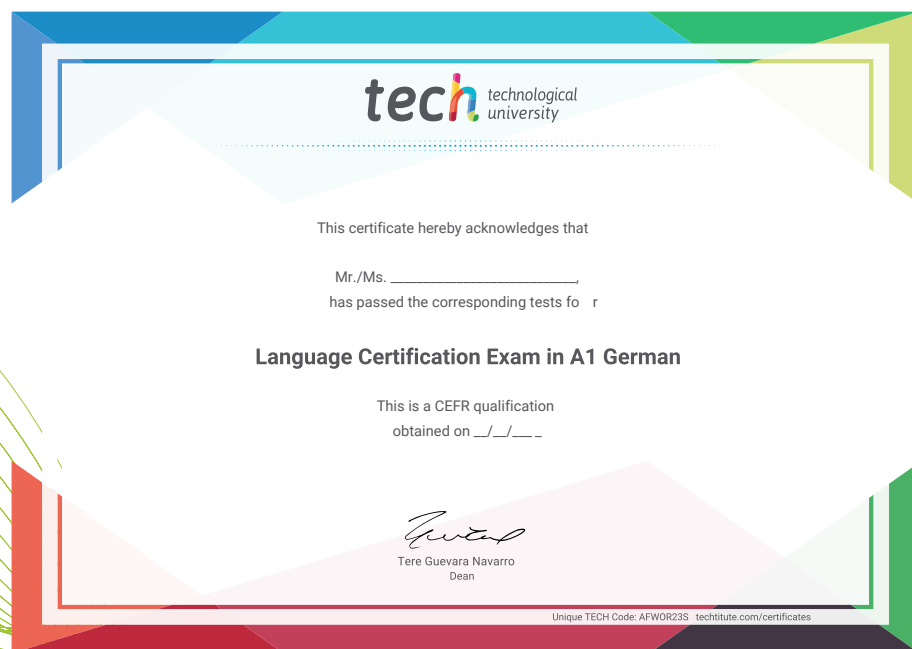 tech technological
university
This certificate hereby acknowledges that
Mr./Ms. __________________________,
has passed the corresponding tests fo r
Language Certification Exam in A1 German
This is a CEFR qualification
obtained on __/__/___ _
Tere Guevara Navarro
Dean
Unique TECH Code: AFWOR23S techtitute.com/certificates